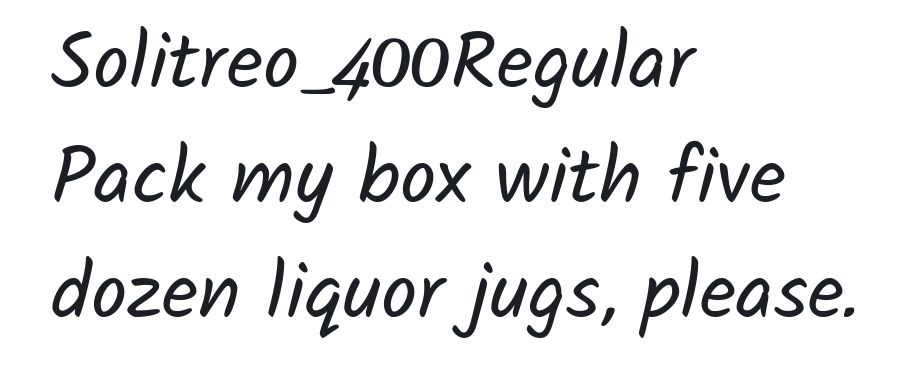 Solitreo_400Regular
Pack my box with five
dozen liquor jugs, please.